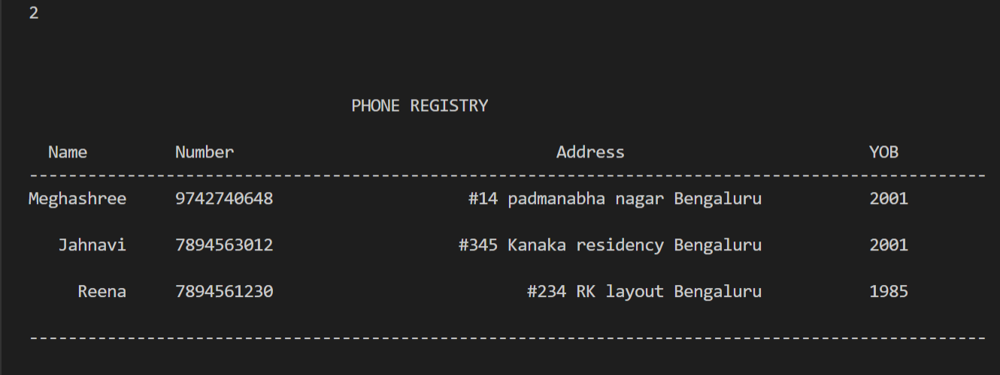 2
PHONE REGISTRY
Name Number Address YOB
--------------------------------------------------------------------------------------------------
Meghashree 9742740648 #14 padmanabha nagar Bengaluru 2001
Jahnavi 7894563012 #345 Kanaka residency Bengaluru 2001
Reena 7894561230 #234 RK layout Bengaluru 1985
--------------------------------------------------------------------------------------------------